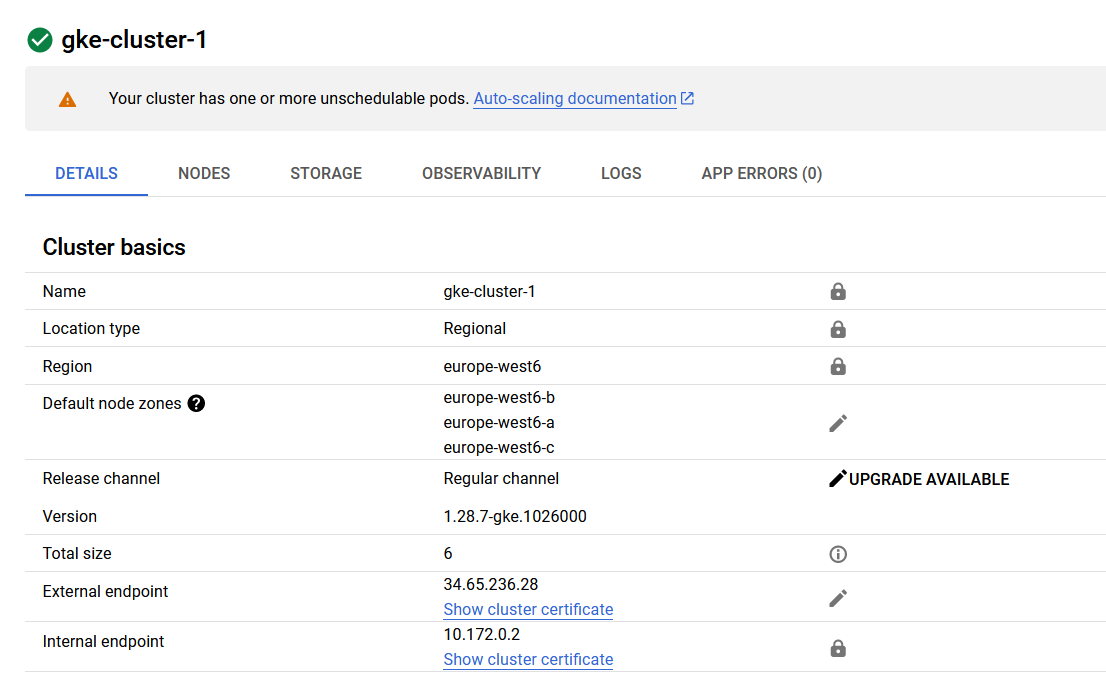 gke-cluster-1
Your cluster has one or more unschedulable pods. Auto-scaling documentation
DETAILS NODES STORAGE OBSERVABILITY LOGS APP ERRORS (0)
Cluster basics
Name gke-cluster-1
Location type Regional
Region europe-west6
Default node zones europe-west6-b
europe-west6-a
europe-west6-c
Release channel Regular channel UPGRADE AVAILABLE
Version 1.28.7-gke.1026000
Total size 6
External endpoint 34.65.236.28
Show cluster certificate
Internal endpoint 10.172.0.2
Show cluster certificate